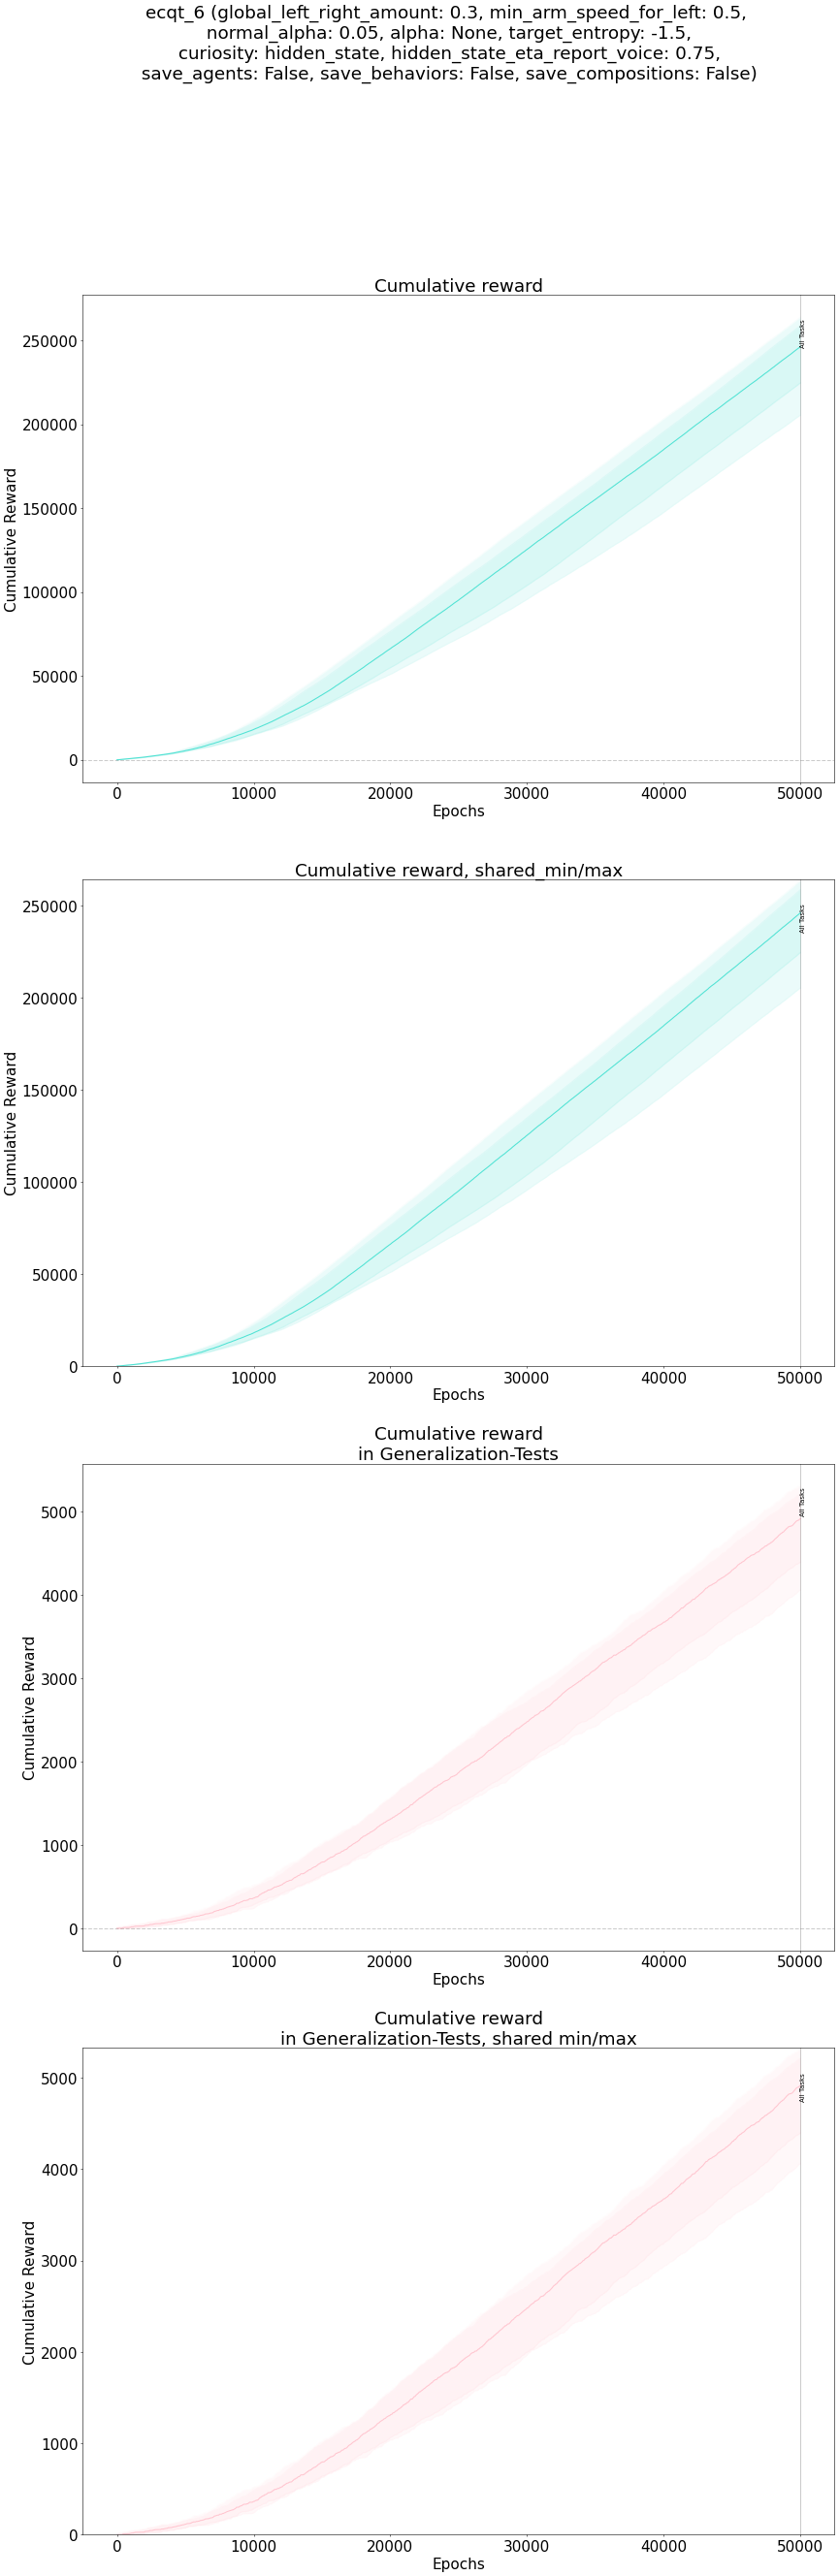 ecqt_6 (global_left_right_amount: 0.3, min_arm_speed_for_left: 0.5,
normal_alpha: 0.05, alpha: None, target_entropy: -1.5,
curiosity: hidden_state, hidden_state_eta_report_voice: 0.75,
save_agents: False, save_behaviors: False, save_compositions: False)
Cumulative reward
Cumulative Reward
250000
200000
150000
100000
50000
0
All Tasks
0 10000 20000 30000 40000 50000
Epochs
Cumulative reward, shared_min/max
Cumulative Reward
250000
200000
150000
100000
50000
0
All Tasks
0 10000 20000 30000 40000 50000
Epochs
Cumulative reward
in Generalization-Tests
Cumulative Reward
5000
4000
3000
2000
1000
0
All Tasks
0 10000 20000 30000 40000 50000
Epochs
Cumulative reward
in Generalization-Tests, shared min/max
Cumulative Reward
5000
4000
3000
2000
1000
0
All Tasks
0 10000 20000 30000 40000 50000
Epochs